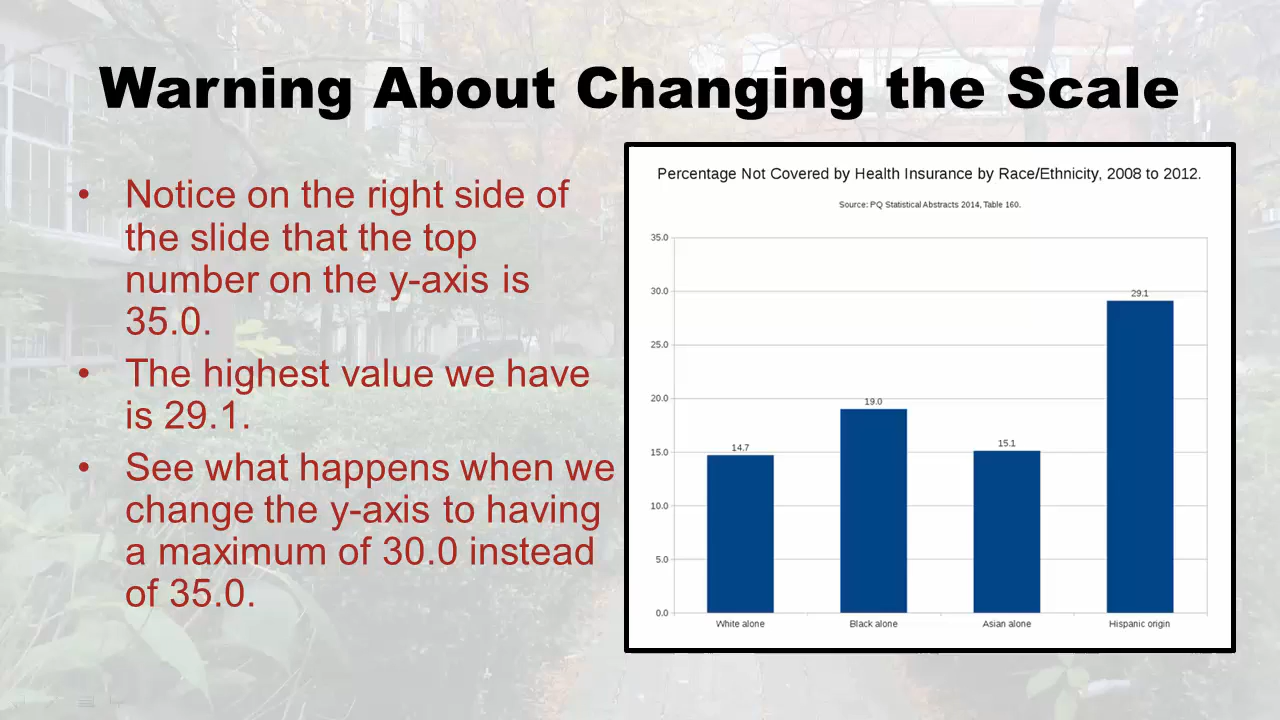 Warning About Changing the Scale
• Notice on the right side of
the slide that the top
number on the y-axis is
35.0.
• The highest value we have
is 29.1.
• See what happens when we
change the y-axis to having
a maximum of 30.0 instead
of 35.0.
Percentage Not Covered by Health Insurance by Race/Ethnicity, 2008 to 2012.
Source: PQ Statistical Abstracts 2014, Table 160.
35.0
30.0
25.0
20.0
15.0
10.0
5.0
0.0
14.7
19.0
15.1
29.1
White alone
Black alone
Asian alone
Hispanic origin